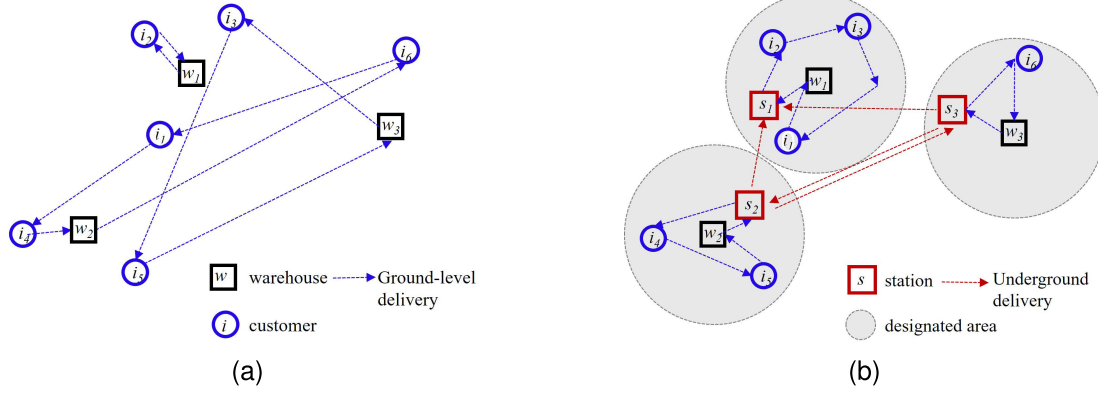 i₂
w₁
i₃
i₆
i₁
w₃
i₄
w₂
i₅
w warehouse
Ground-level
delivery
i customer
(a)
i₂
i₃
w₁
s₁
i₁
i₆
s₃
w₃
s₂
i₄
w₂
i₅
s station
Underground
delivery
designated area
(b)